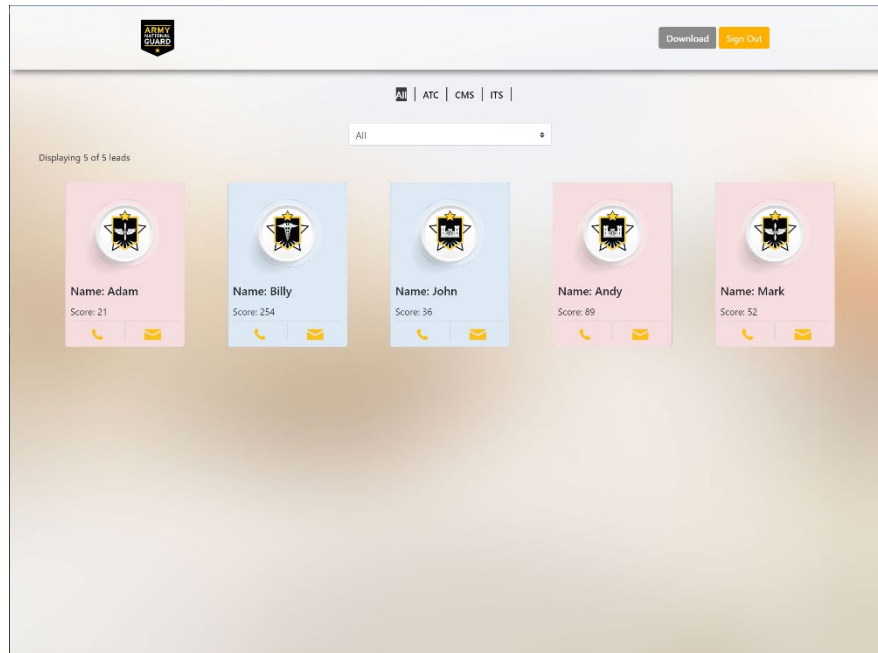 ARMY
NATIONAL
GUARD
Download
Sign Out
All | ATC | CMS | ITS |
All
Displaying 5 of 5 leads
Name: Adam
Score: 21
Name: Billy
Score: 254
Name: John
Score: 36
Name: Andy
Score: 89
Name: Mark
Score: 52